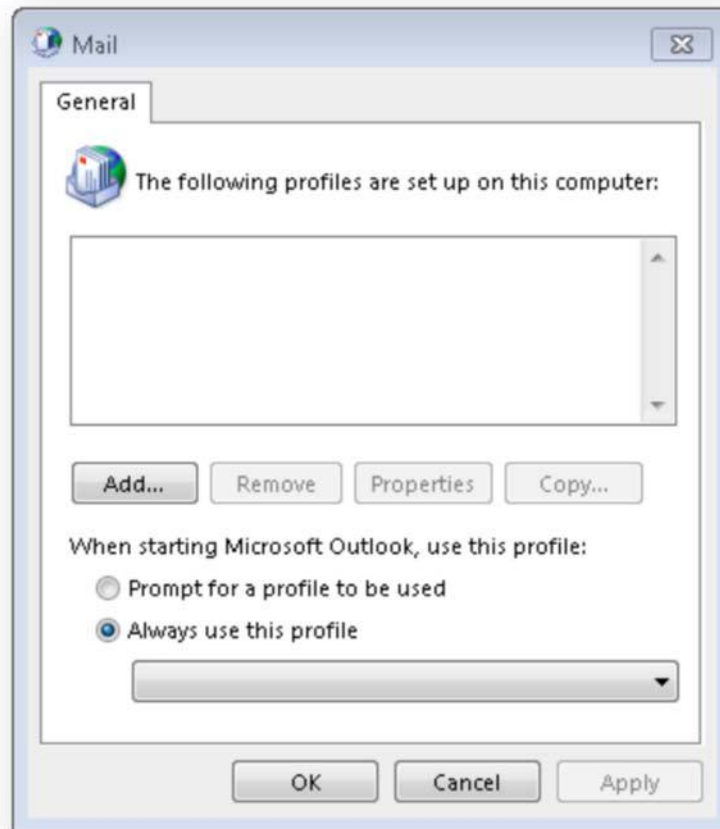 Mail
General
The following profiles are set up on this computer:
Add... Remove Properties Copy...
When starting Microsoft Outlook, use this profile:
Prompt for a profile to be used
Always use this profile
OK Cancel Apply